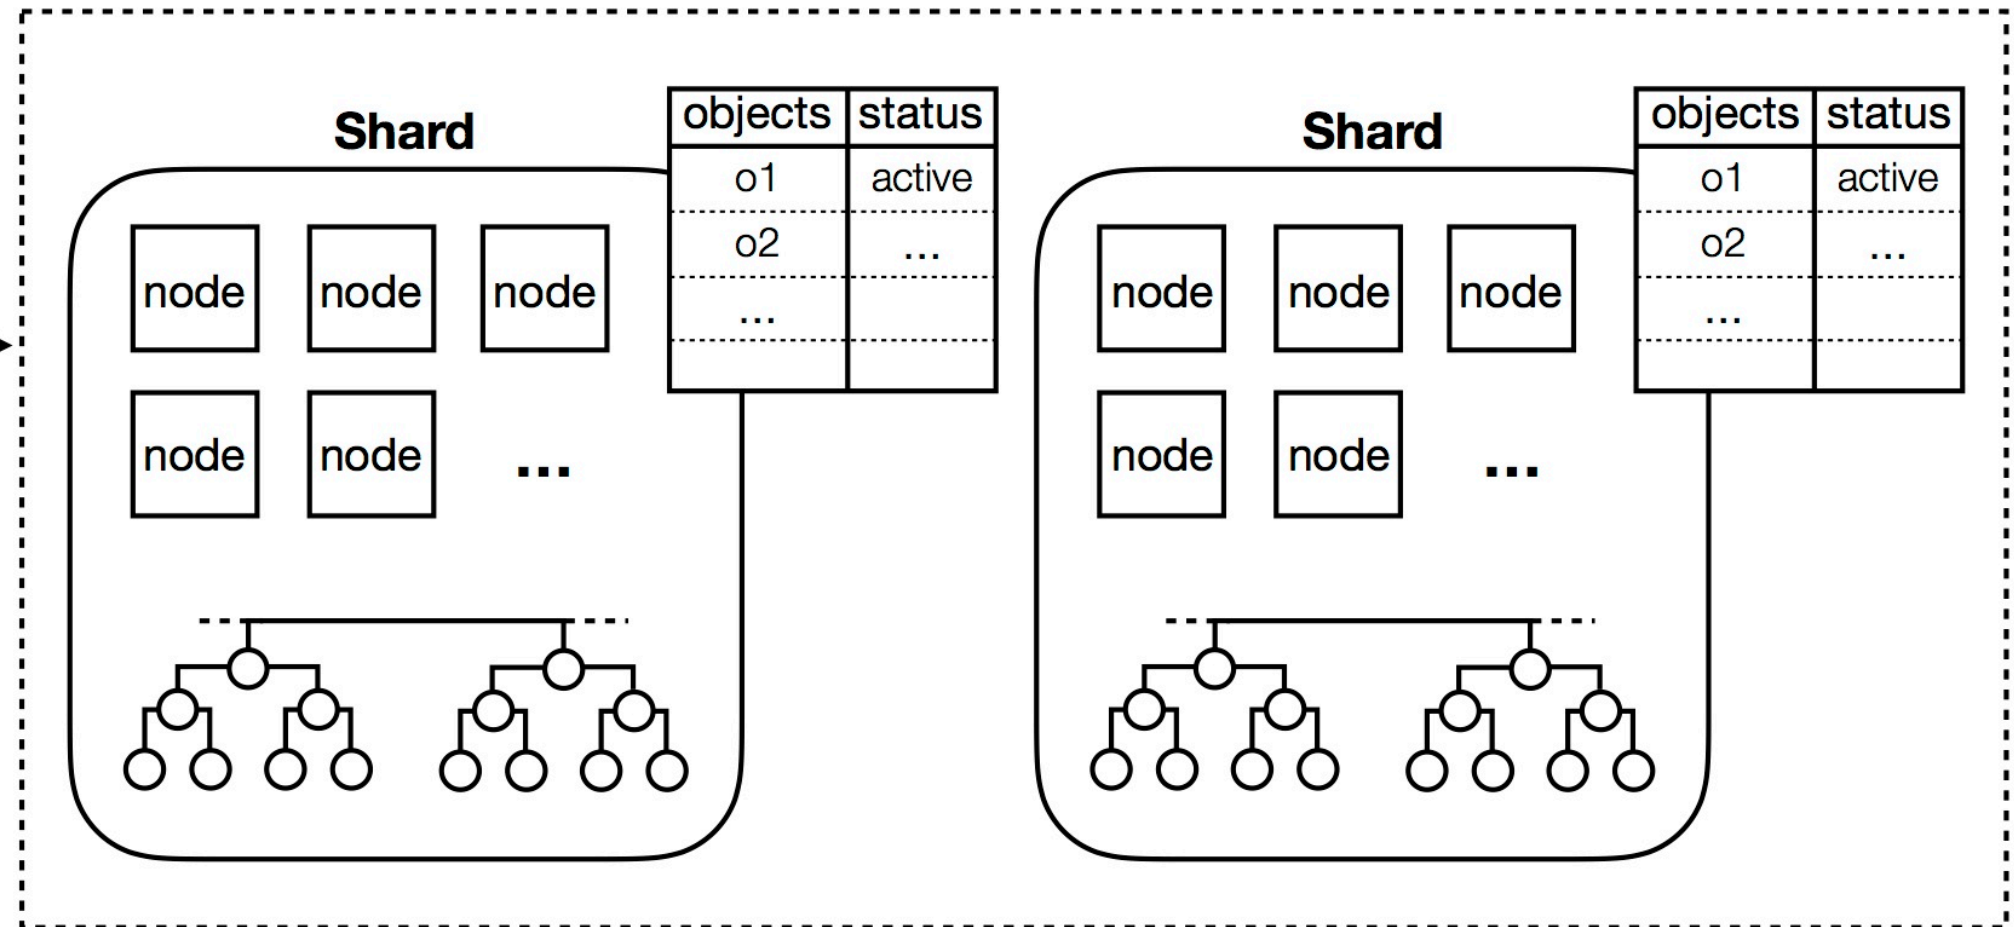 Shard
objects status
o1 active
o2 ...
...
node node node
node node ...
Shard
objects status
o1 active
o2 ...
...
node node node
node node ...